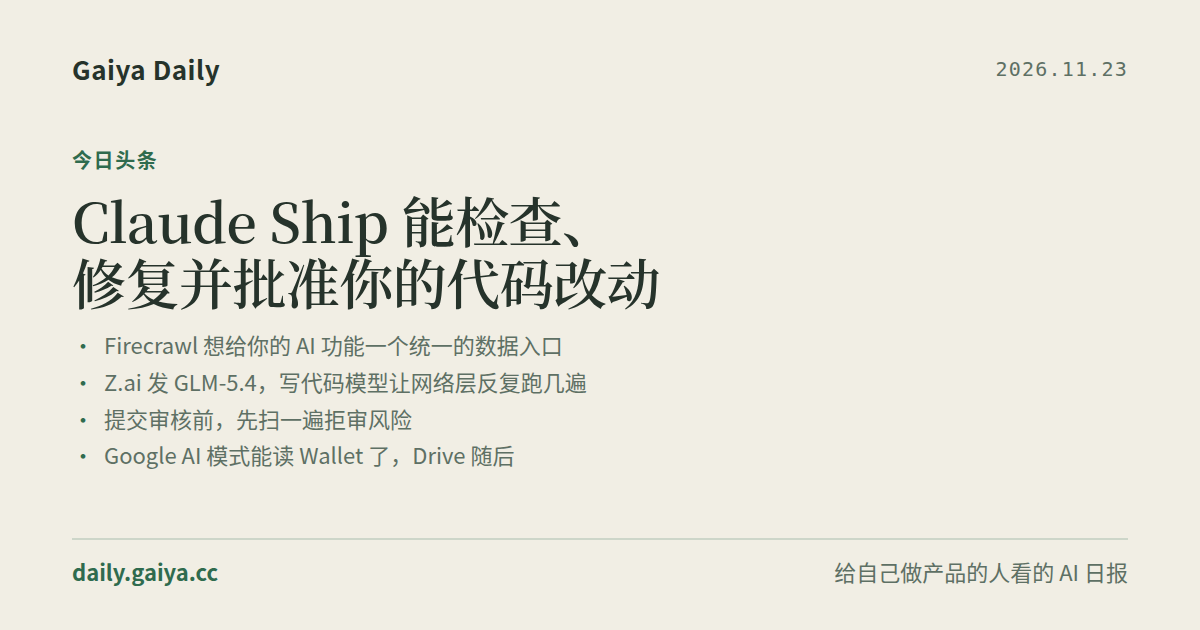 Gaiya Daily
2026.11.23
今日头条
Claude Ship 能检查、
修复并批准你的代码改动
• Firecrawl 想给你的 AI 功能一个统一的数据入口
• Z.ai 发 GLM-5.4，写代码模型让网络层反复跑几遍
• 提交审核前，先扫一遍拒审风险
• Google AI 模式能读 Wallet 了，Drive 随后
daily.gaiya.cc
给自己做产品的人看的 AI 日报